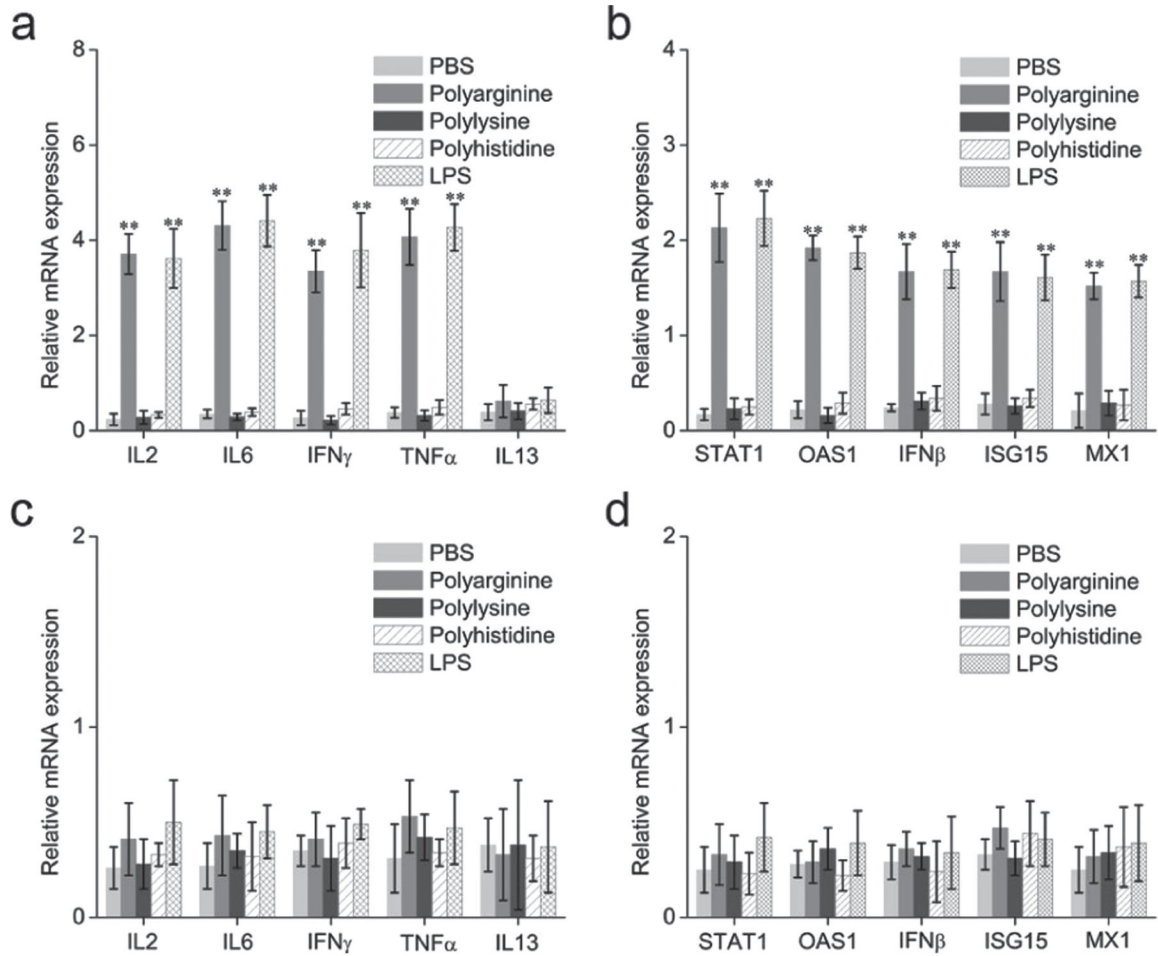 a
8
6
4
2
0
Relative mRNA expression
PBS
Polyarginine
Polylysine
Polyhistidine
LPS
** ** ** ** ** ** ** **
IL2 IL6 IFNγ TNFα IL13
b
4
3
2
1
0
Relative mRNA expression
PBS
Polyarginine
Polylysine
Polyhistidine
LPS
** ** ** ** ** ** ** ** ** **
STAT1 OAS1 IFNβ ISG15 MX1
c
2
1
0
Relative mRNA expression
PBS
Polyarginine
Polylysine
Polyhistidine
LPS
IL2 IL6 IFNγ TNFα IL13
d
2
1
0
Relative mRNA expression
PBS
Polyarginine
Polylysine
Polyhistidine
LPS
STAT1 OAS1 IFNβ ISG15 MX1